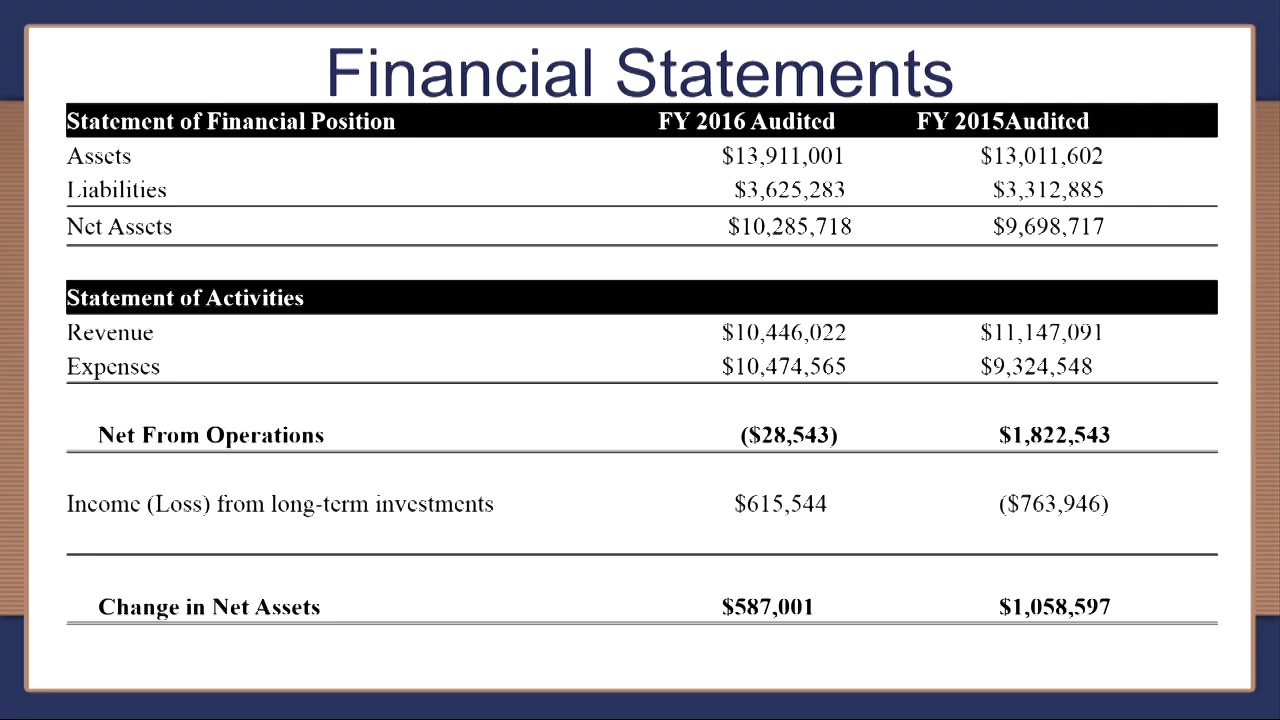 Financial Statements
Statement of Financial Position FY 2016 Audited FY 2015Audited
Assets $13,911,001 $13,011,602
Liabilities $3,625,283 $3,312,885
Net Assets $10,285,718 $9,698,717
Statement of Activities
Revenue $10,446,022 $11,147,091
Expenses $10,474,565 $9,324,548
Net From Operations ($28,543) $1,822,543
Income (Loss) from long-term investments $615,544 ($763,946)
Change in Net Assets $587,001 $1,058,597